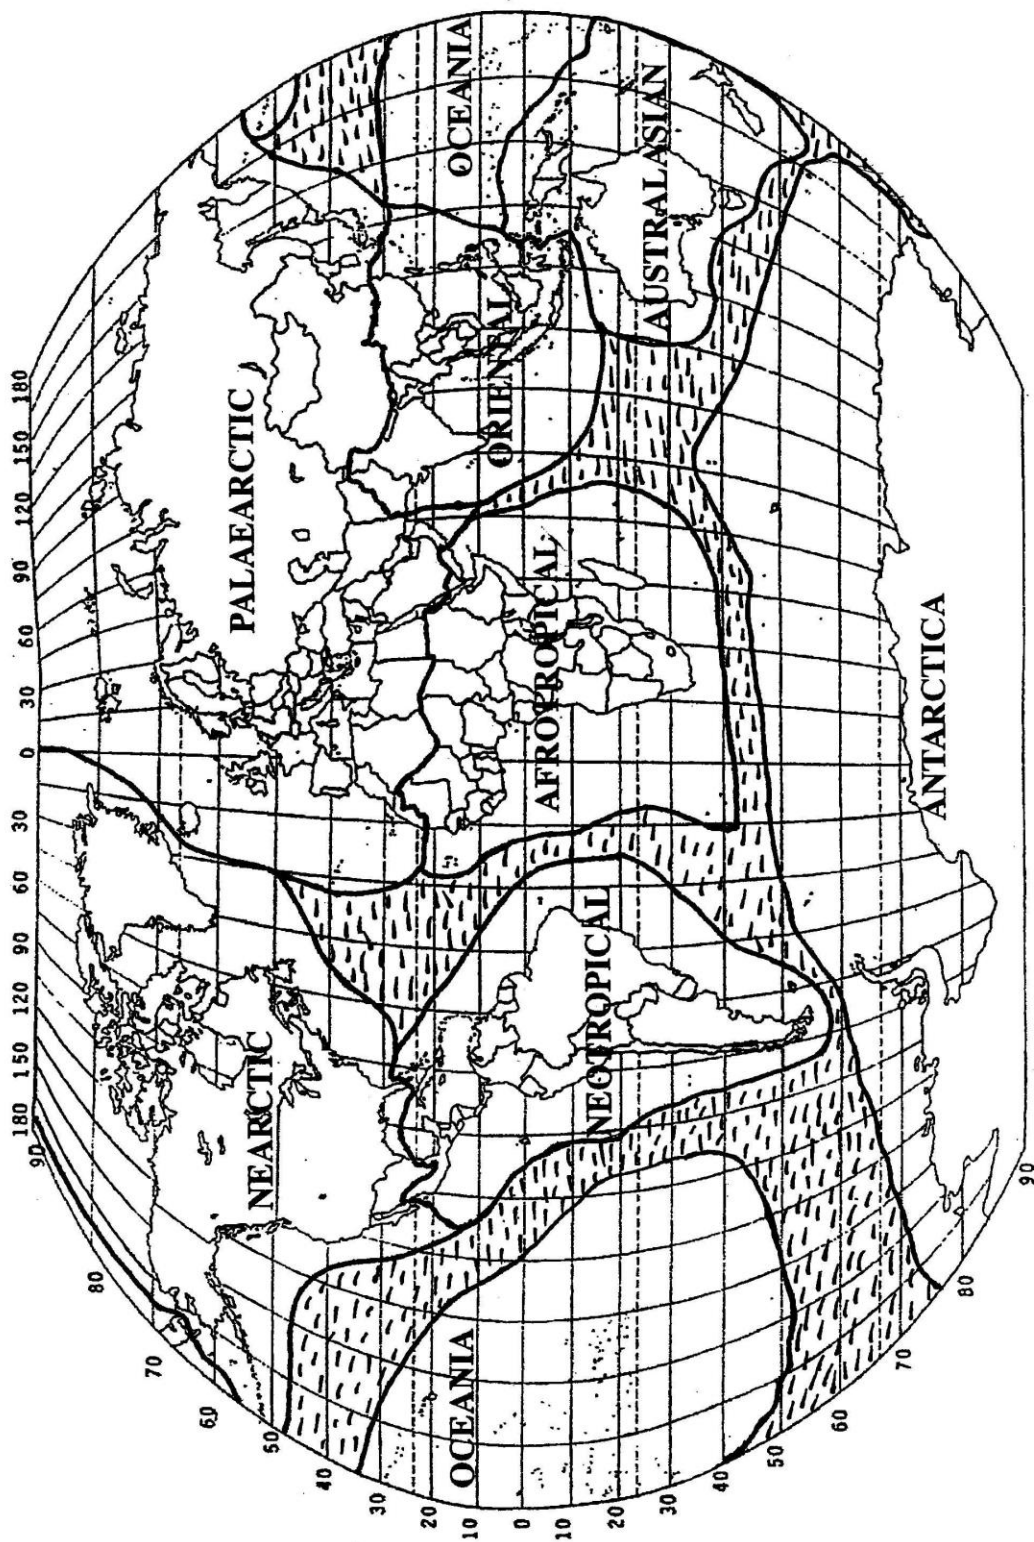 180 150 120 90 60 30 0 30 60 90 120 150 180
90
80
70
60
50
40
30
20
10
0
10
20
30
40
50
60
70
80
90
NEARCTIC
PALAEARCTIC
OCEANIA
OCEANIA
ORIENTAL
AFROTROPICAL
NEOTROPICAL
AUSTRALASIAN
ANTARCTICA